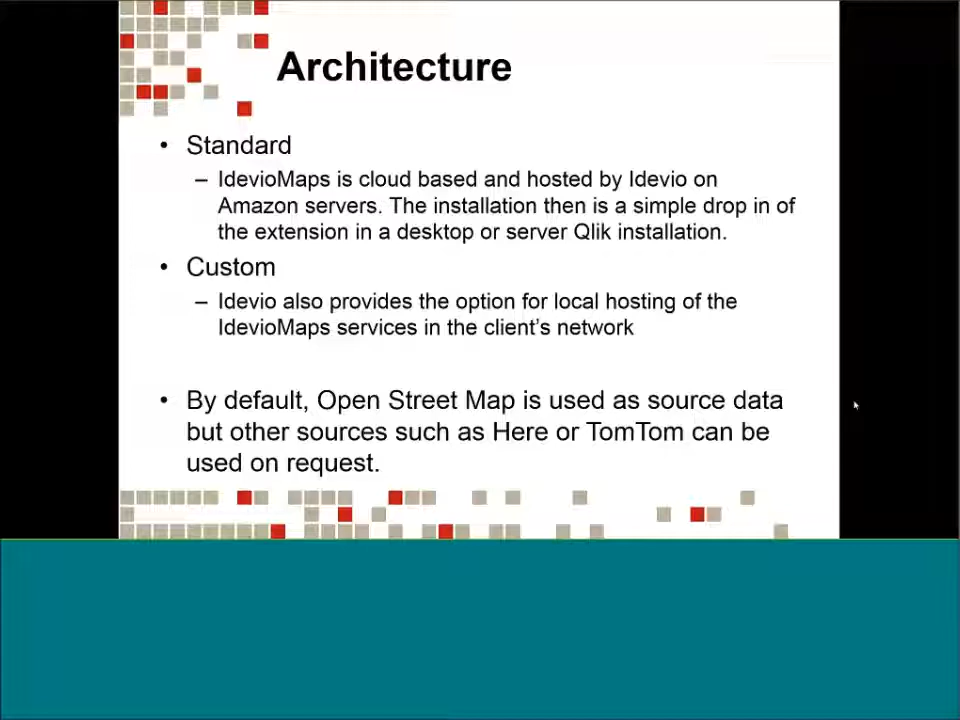 Architecture
• Standard
– IdevioMaps is cloud based and hosted by Idevio on
Amazon servers. The installation then is a simple drop in of
the extension in a desktop or server Qlik installation.
• Custom
– Idevio also provides the option for local hosting of the
IdevioMaps services in the client's network
• By default, Open Street Map is used as source data
but other sources such as Here or TomTom can be
used on request.